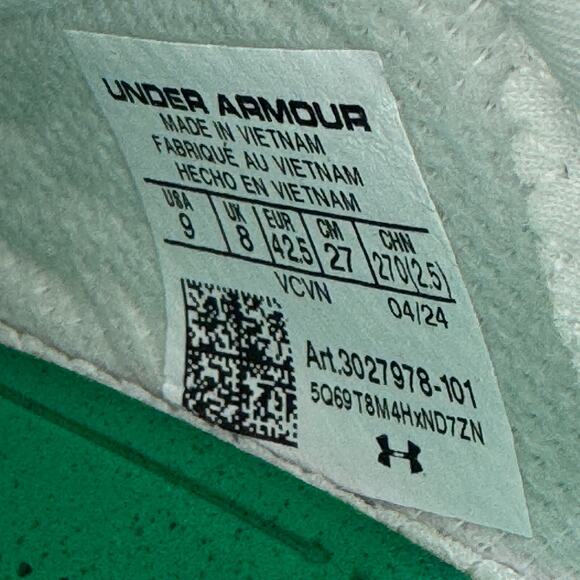 UNDER ARMOUR
MADE IN VIETNAM
FABRIQUÉ AU VIETNAM
HECHO EN VIETNAM
USA UK EUR CM CHN
9 8 42.5 27 270(2.5)
VCVN 04/24
Art.3027978-101
5Q69T8M4HxND7ZN